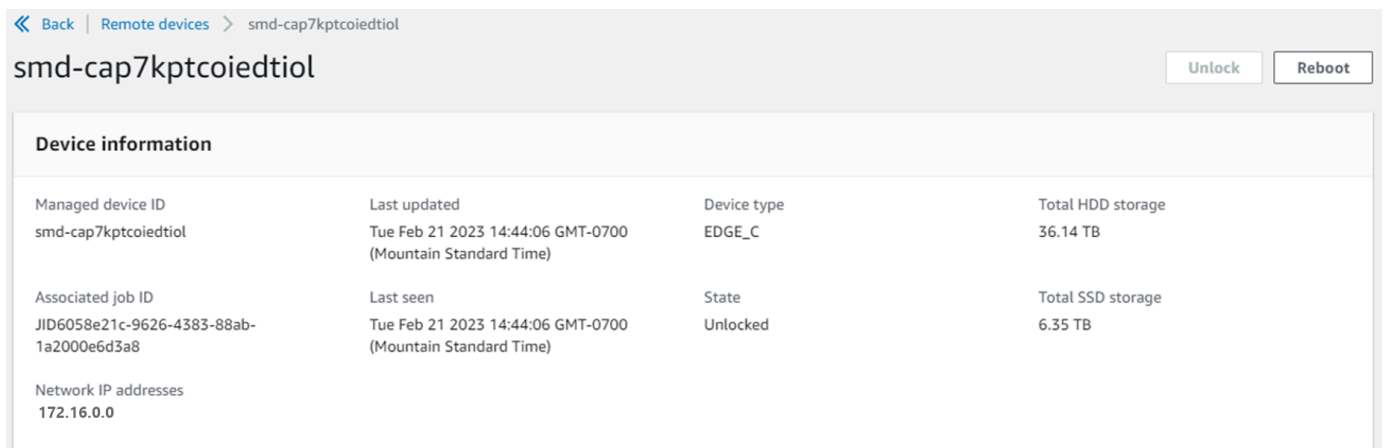 Back | Remote devices > smd-cap7kptcoiedtiol
smd-cap7kptcoiedtiol
Unlock
Reboot
Device information
Managed device ID
smd-cap7kptcoiedtiol
Last updated
Tue Feb 21 2023 14:44:06 GMT-0700
(Mountain Standard Time)
Device type
EDGE_C
Total HDD storage
36.14 TB
Associated job ID
JID6058e21c-9626-4383-88ab-
1a2000e6d3a8
Last seen
Tue Feb 21 2023 14:44:06 GMT-0700
(Mountain Standard Time)
State
Unlocked
Total SSD storage
6.35 TB
Network IP addresses
172.16.0.0